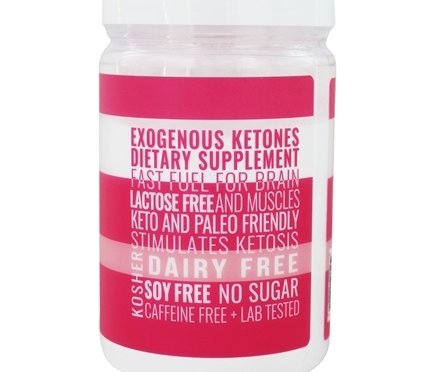 EXOGENOUS KETONES
DIETARY SUPPLEMENT
FAST FUEL FOR BRAIN
LACTOSE FREE AND MUSCLES
KETO AND PALEO FRIENDLY
STIMULATES KETOSIS
KOSHER
DAIRY FREE
SOY FREE NO SUGAR
CAFFEINE FREE + LAB TESTED